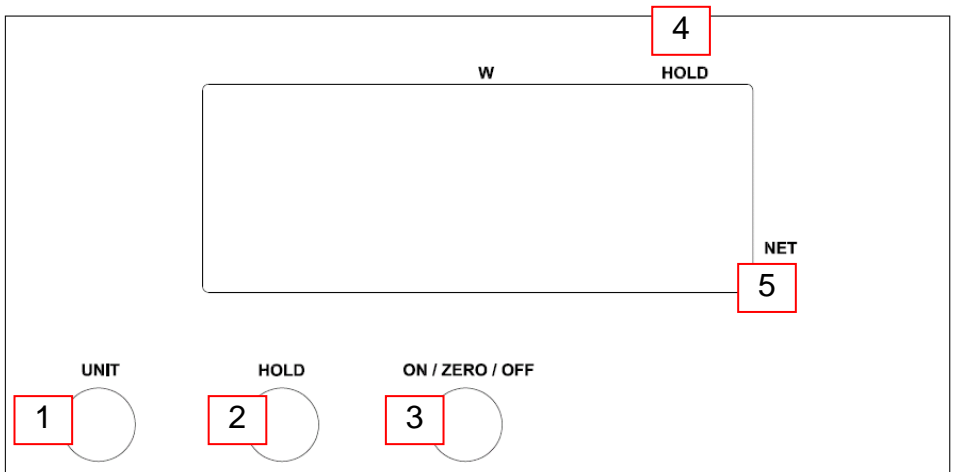 4
W HOLD
NET
5
UNIT HOLD ON / ZERO / OFF
1 2 3